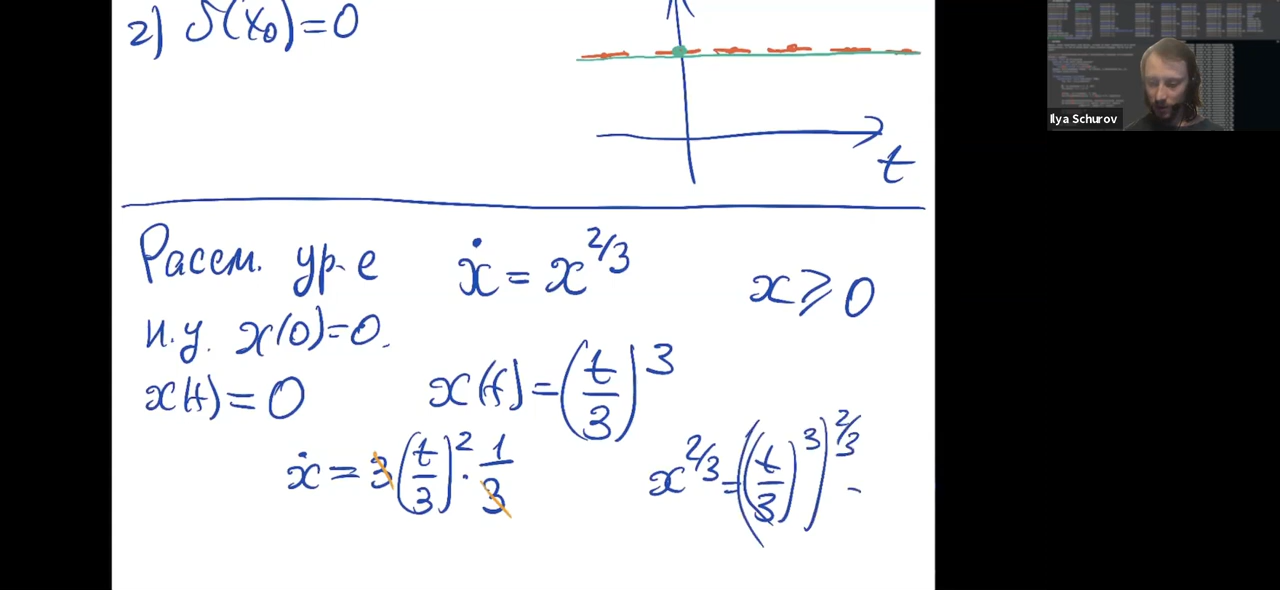 2) S(x₀)=0
Ilya Schurov
t
Рассм. ур-е ẋ = x^{2/3} x ⩾ 0
н.у. x(0)=0.
x(t) = 0 x(t) = (t/3)^3
ẋ = 3(t/3)^2 · 1/3 x^{2/3} = ((t/3)^3)^{2/3} =